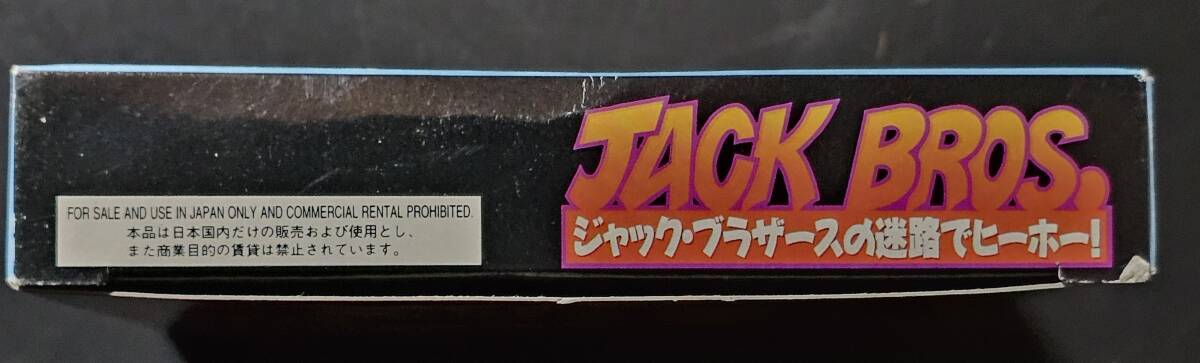 FOR SALE AND USE IN JAPAN ONLY AND COMMERCIAL RENTAL PROHIBITED.
本品は日本国内だけの販売および使用とし、
また商業目的の賃貸は禁止されています。
JACK BROS.
ジャック・ブラザースの迷路でヒーホー!